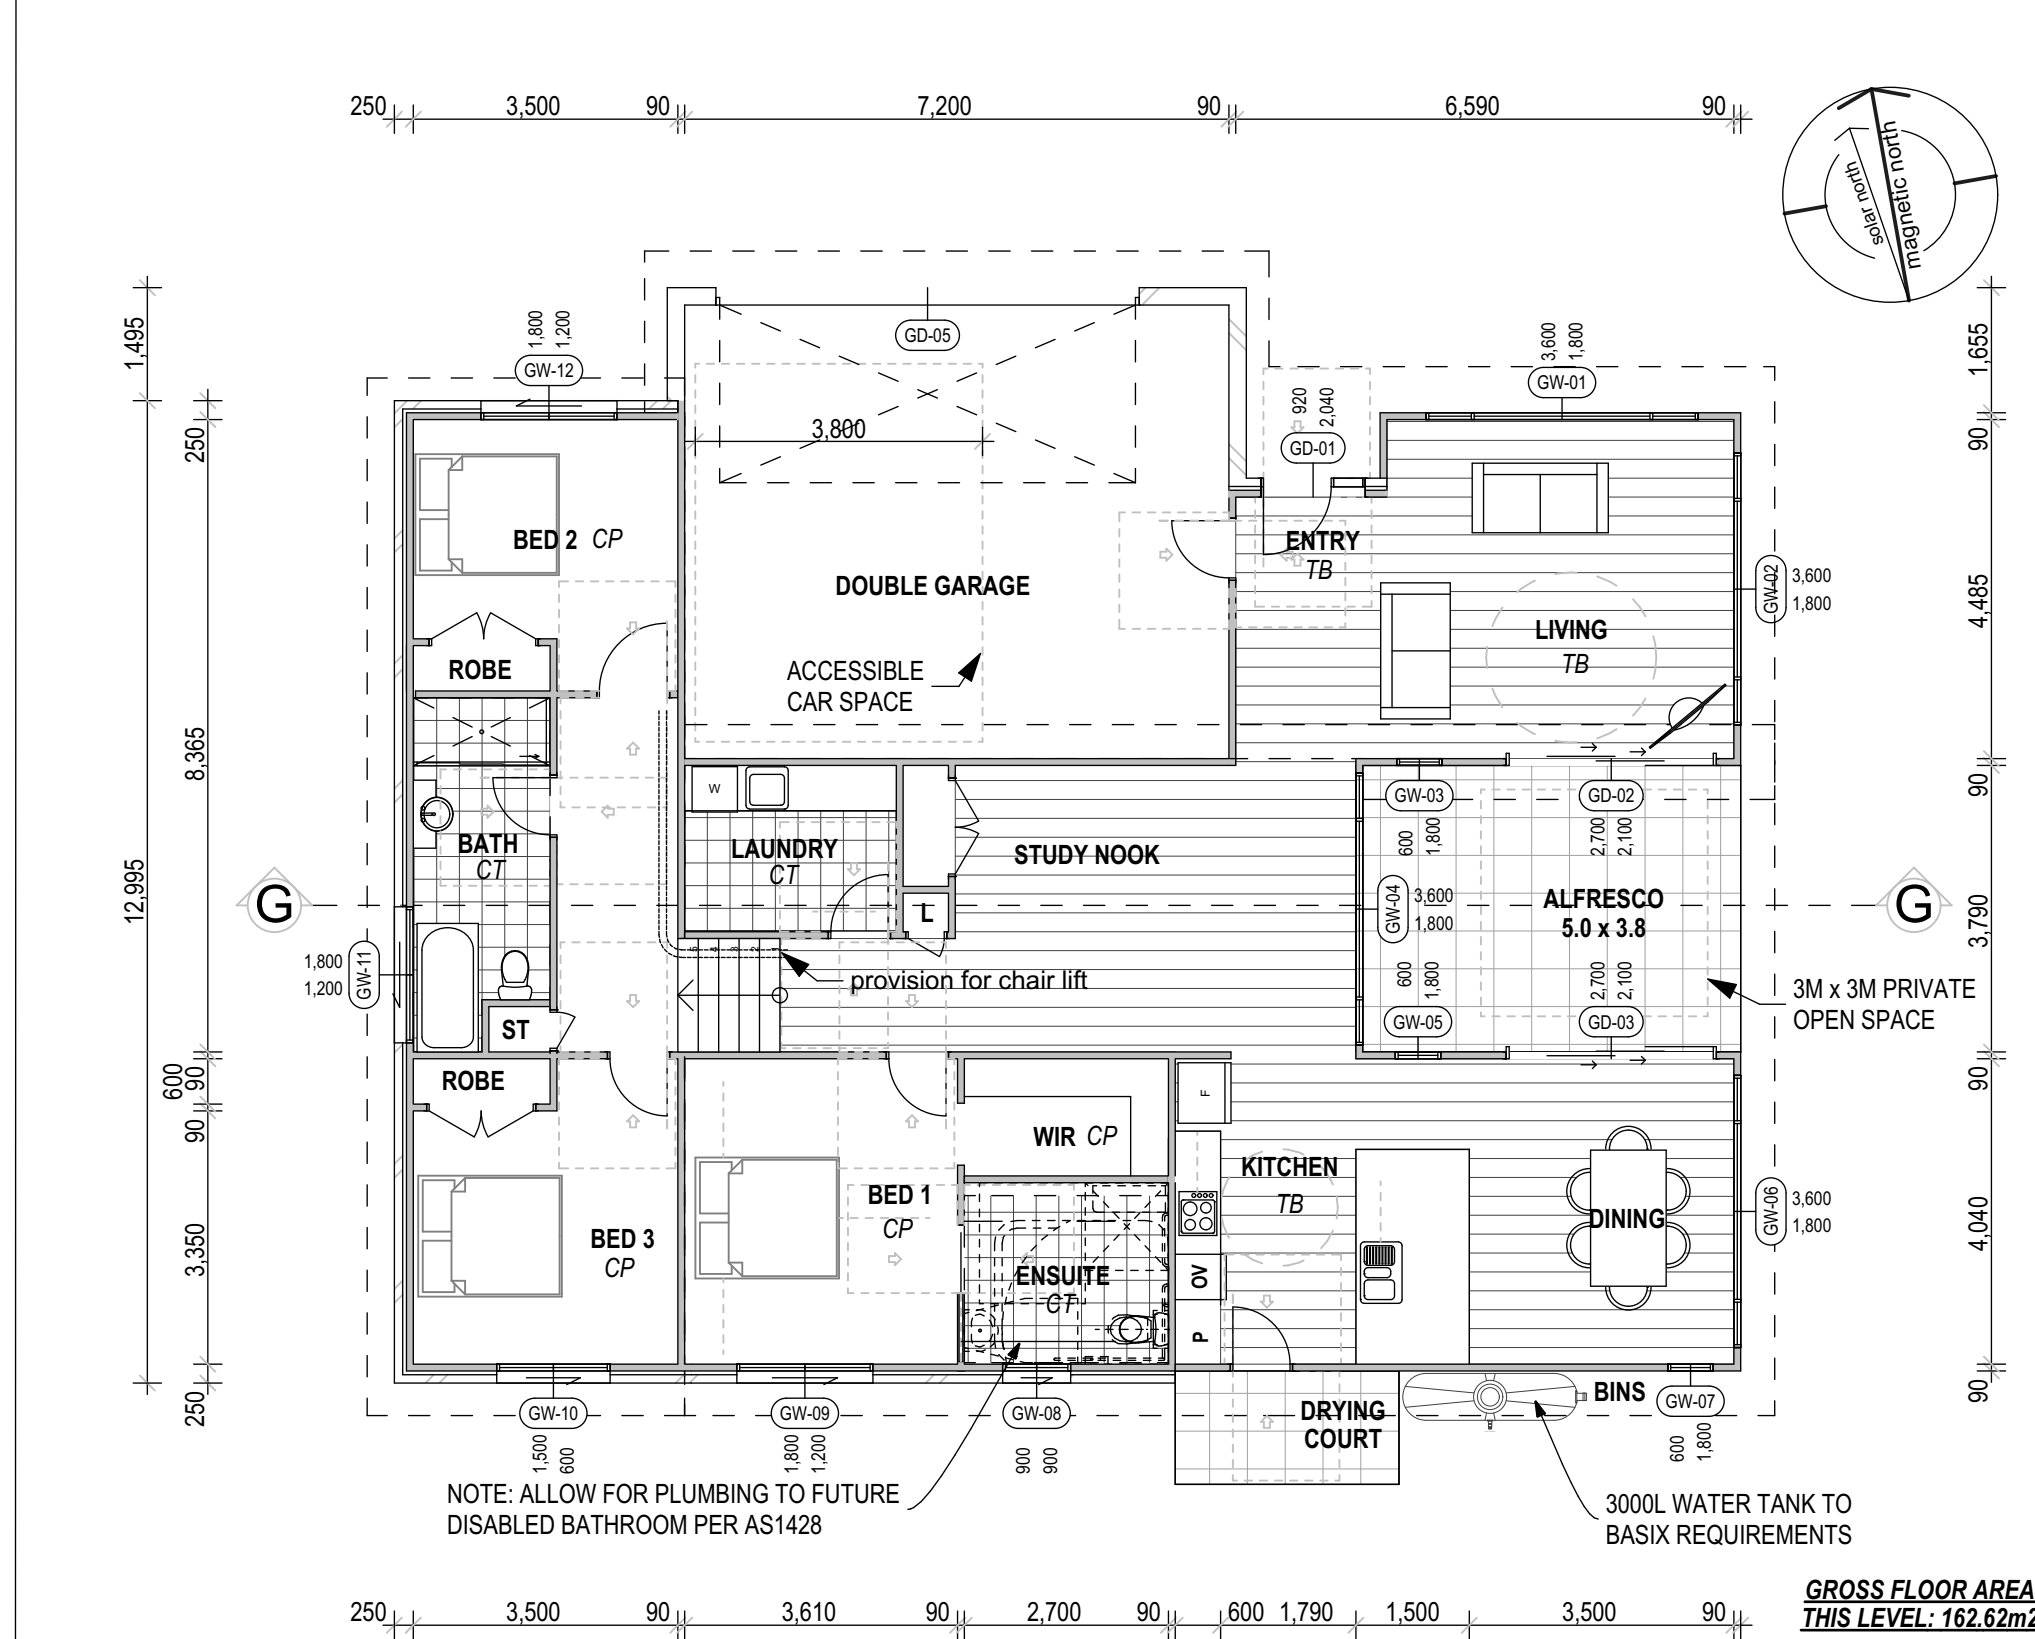 250 3,500 90 7,200 90 6,590 90
solar north
magnetic north
1,495
12,995
250
8,365
600
90
90
3,350
250
1,655
90
4,485
90
3,790
90
4,040
90
1,800
1,200
GW-12
GD-05
3,600
1,800
GW-01
920
2,040
GD-01
3,800
BED 2 CP
ENTRY
TB
DOUBLE GARAGE
GW-02
3,600
1,800
LIVING
TB
ROBE
ACCESSIBLE
CAR SPACE
W
GW-03
600
1,800
GD-02
2,700
2,100
BATH
CT
LAUNDRY
CT
STUDY NOOK
G
L
GW-04
3,600
1,800
ALFRESCO
5.0 x 3.8
G
1,800
1,200
GW-11
5 4 3 2 1
provision for chair lift
600
1,800
GW-05
2,700
2,100
GD-03
3M x 3M PRIVATE
OPEN SPACE
ST
ROBE
F
WIR CP
KITCHEN
TB
BED 1
CP
BED 3
CP
DINING
GW-06
3,600
1,800
ENSUITE
CT
OV
P
GW-10
1,500
600
GW-09
1,800
1,200
GW-08
900
900
DRYING
COURT
BINS
GW-07
600
1,800
NOTE: ALLOW FOR PLUMBING TO FUTURE
DISABLED BATHROOM PER AS1428
3000L WATER TANK TO
BASIX REQUIREMENTS
GROSS FLOOR AREA
THIS LEVEL: 162.62m2
250 3,500 90 3,610 90 2,700 90 600 1,790 1,500 3,500 90